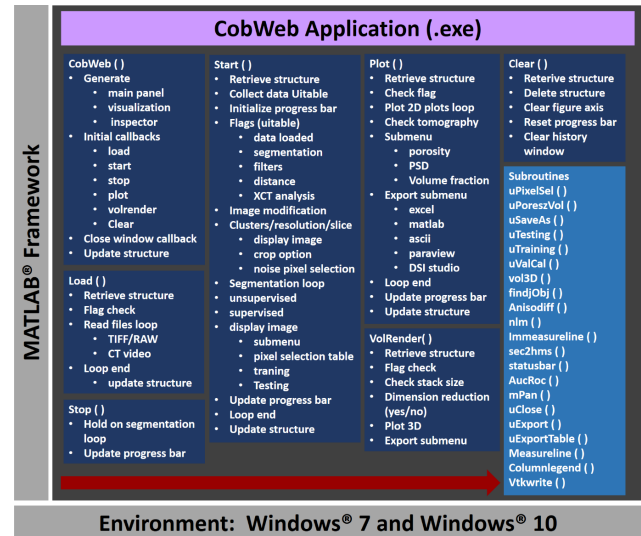 CobWeb Application (.exe)
MATLAB® Framework
CobWeb ( )
• Generate
• main panel
• visualization
• inspector
• Initial callbacks
• load
• start
• stop
• plot
• volrender
• Clear
• Close window callback
• Update structure
Load ( )
• Retrieve structure
• Flag check
• Read files loop
• TIFF/RAW
• CT video
• Loop end
• update structure
Stop ( )
• Hold on segmentation
loop
• Update progress bar
Start ( )
• Retrieve structure
• Collect data Uitable
• Initialize progress bar
• Flags (uitable)
• data loaded
• segmentation
• filters
• distance
• XCT analysis
• Image modification
• Clusters/resolution/slice
• display image
• crop option
• noise pixel selection
• Segmentation loop
• unsupervised
• supervised
• display image
• submenu
• pixel selection table
• traning
• Testing
• Update progress bar
• Loop end
• Update structure
Plot ( )
• Retrieve structure
• Check flag
• Plot 2D plots loop
• Check tomography
• Submenu
• porosity
• PSD
• Volume fraction
• Export submenu
• excel
• matlab
• ascii
• paraview
• DSI studio
• Loop end
• Update progress bar
• Update structure
VolRender ( )
• Retrieve structure
• Flag check
• Check stack size
• Dimension reduction
(yes/no)
• Plot 3D
• Export submenu
Clear ( )
• Reterive structure
• Delete structure
• Clear figure axis
• Reset progress bar
• Clear history
window
Subroutines
uPixelSel ( )
uPoreszVol ( )
uSaveAs ( )
uTesting ( )
uTraining ( )
uValCal ( )
vol3D ( )
findjObj ( )
Anisodiff ( )
nlm ( )
Immeasureline ( )
sec2hms ( )
statusbar ( )
AucRoc ( )
mPan ( )
uClose ( )
uExport ( )
uExportTable ( )
Measureline ( )
Columnlegend ( )
Vtkwrite ( )
Environment: Windows® 7 and Windows® 10